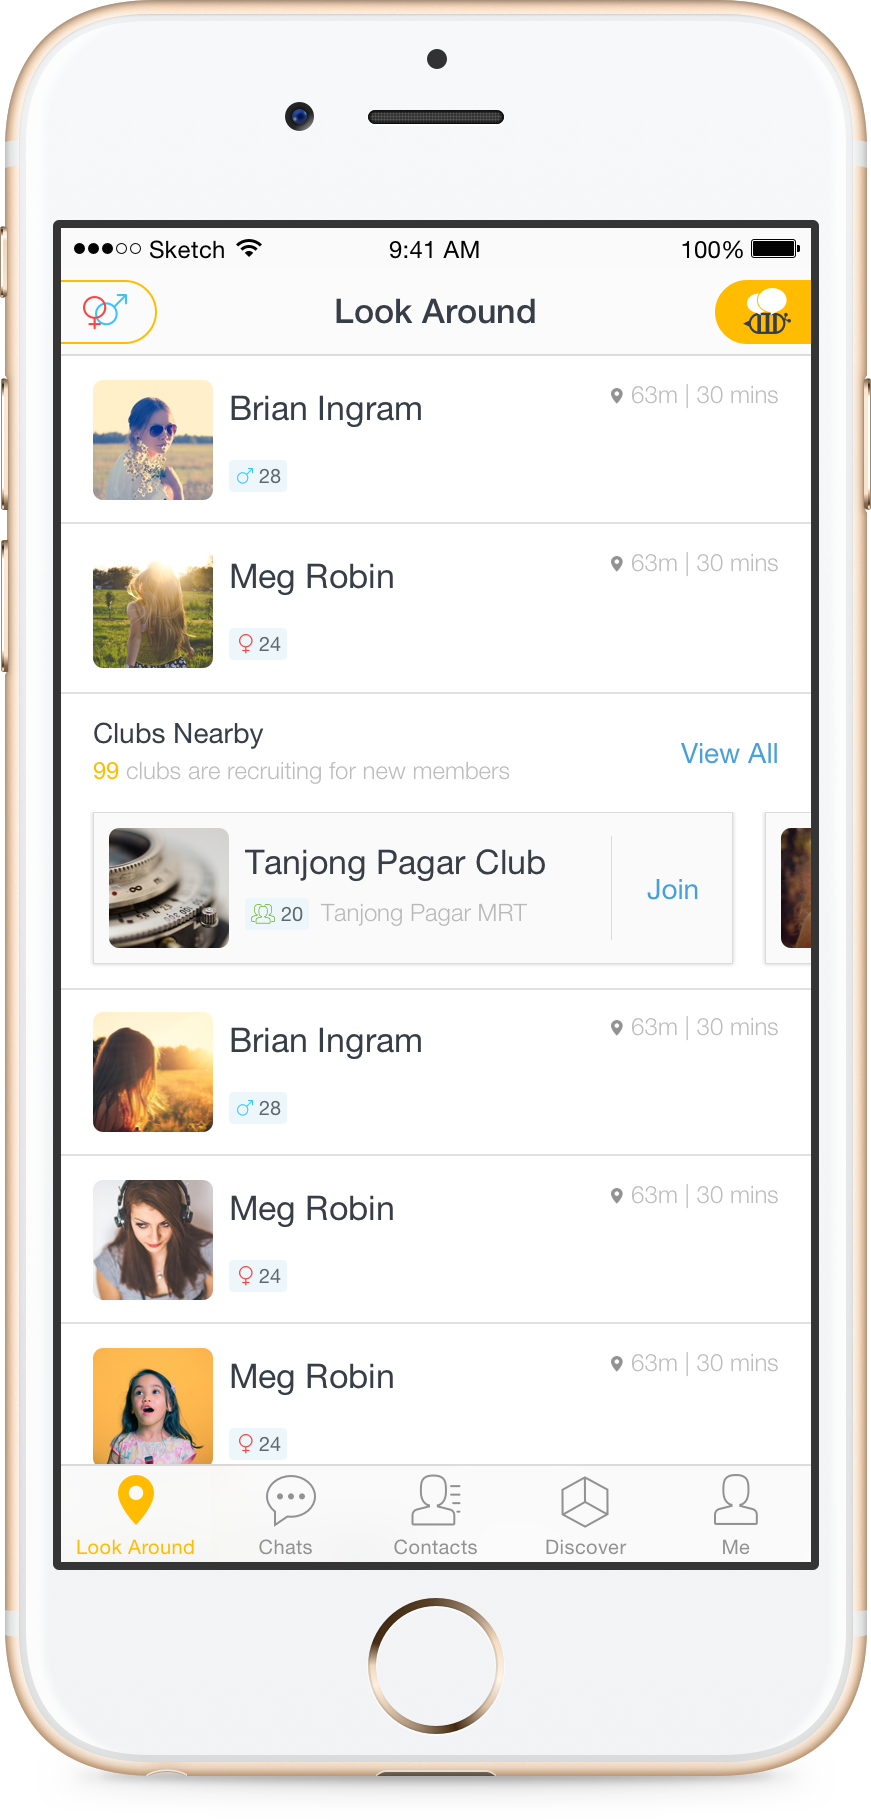 Sketch 9:41 AM 100%
Look Around
Brian Ingram 63m | 30 mins
28
Meg Robin 63m | 30 mins
24
Clubs Nearby
View All
99 clubs are recruiting for new members
Tanjong Pagar Club
Join
20 Tanjong Pagar MRT
Brian Ingram 63m | 30 mins
28
Meg Robin 63m | 30 mins
24
Meg Robin 63m | 30 mins
24
Look Around Chats Contacts Discover Me